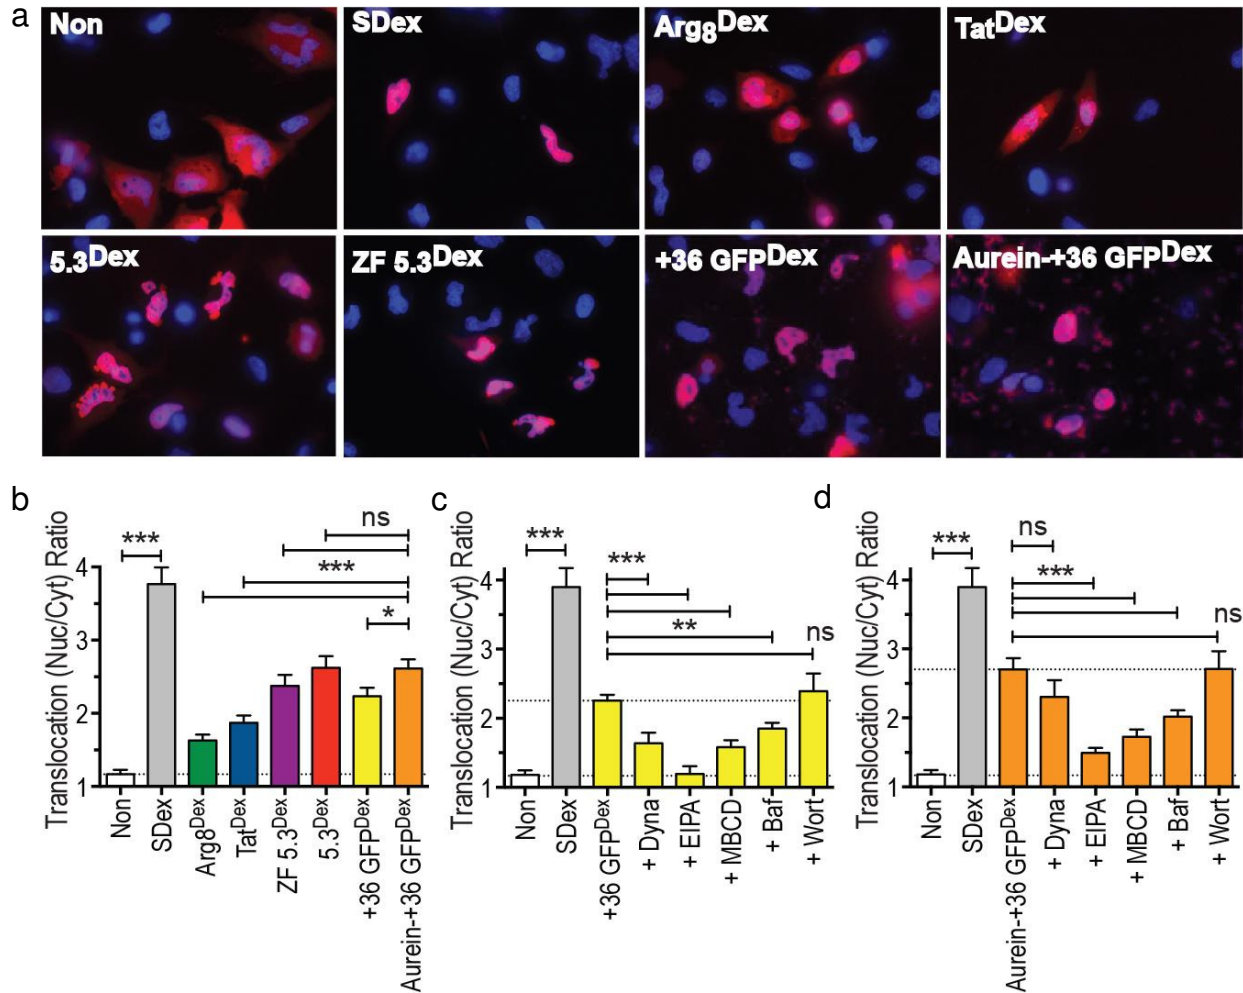 a
Non
SDex
Arg8Dex
TatDex
5.3Dex
ZF 5.3Dex
+36 GFPDex
Aurein-+36 GFPDex
b
Translocation (Nuc/Cyt) Ratio
4
3
2
1
***
ns
***
*
Non
SDex
Arg8Dex
TatDex
ZF 5.3Dex
5.3Dex
+36 GFPDex
Aurein-+36 GFPDex
c
Translocation (Nuc/Cyt) Ratio
4
3
2
1
***
***
**
ns
Non
SDex
+36 GFPDex
+ Dyna
+ EIPA
+ MBCD
+ Baf
+ Wort
d
Translocation (Nuc/Cyt) Ratio
4
3
2
1
***
ns
***
ns
Non
SDex
Aurein-+36 GFPDex
+ Dyna
+ EIPA
+ MBCD
+ Baf
+ Wort